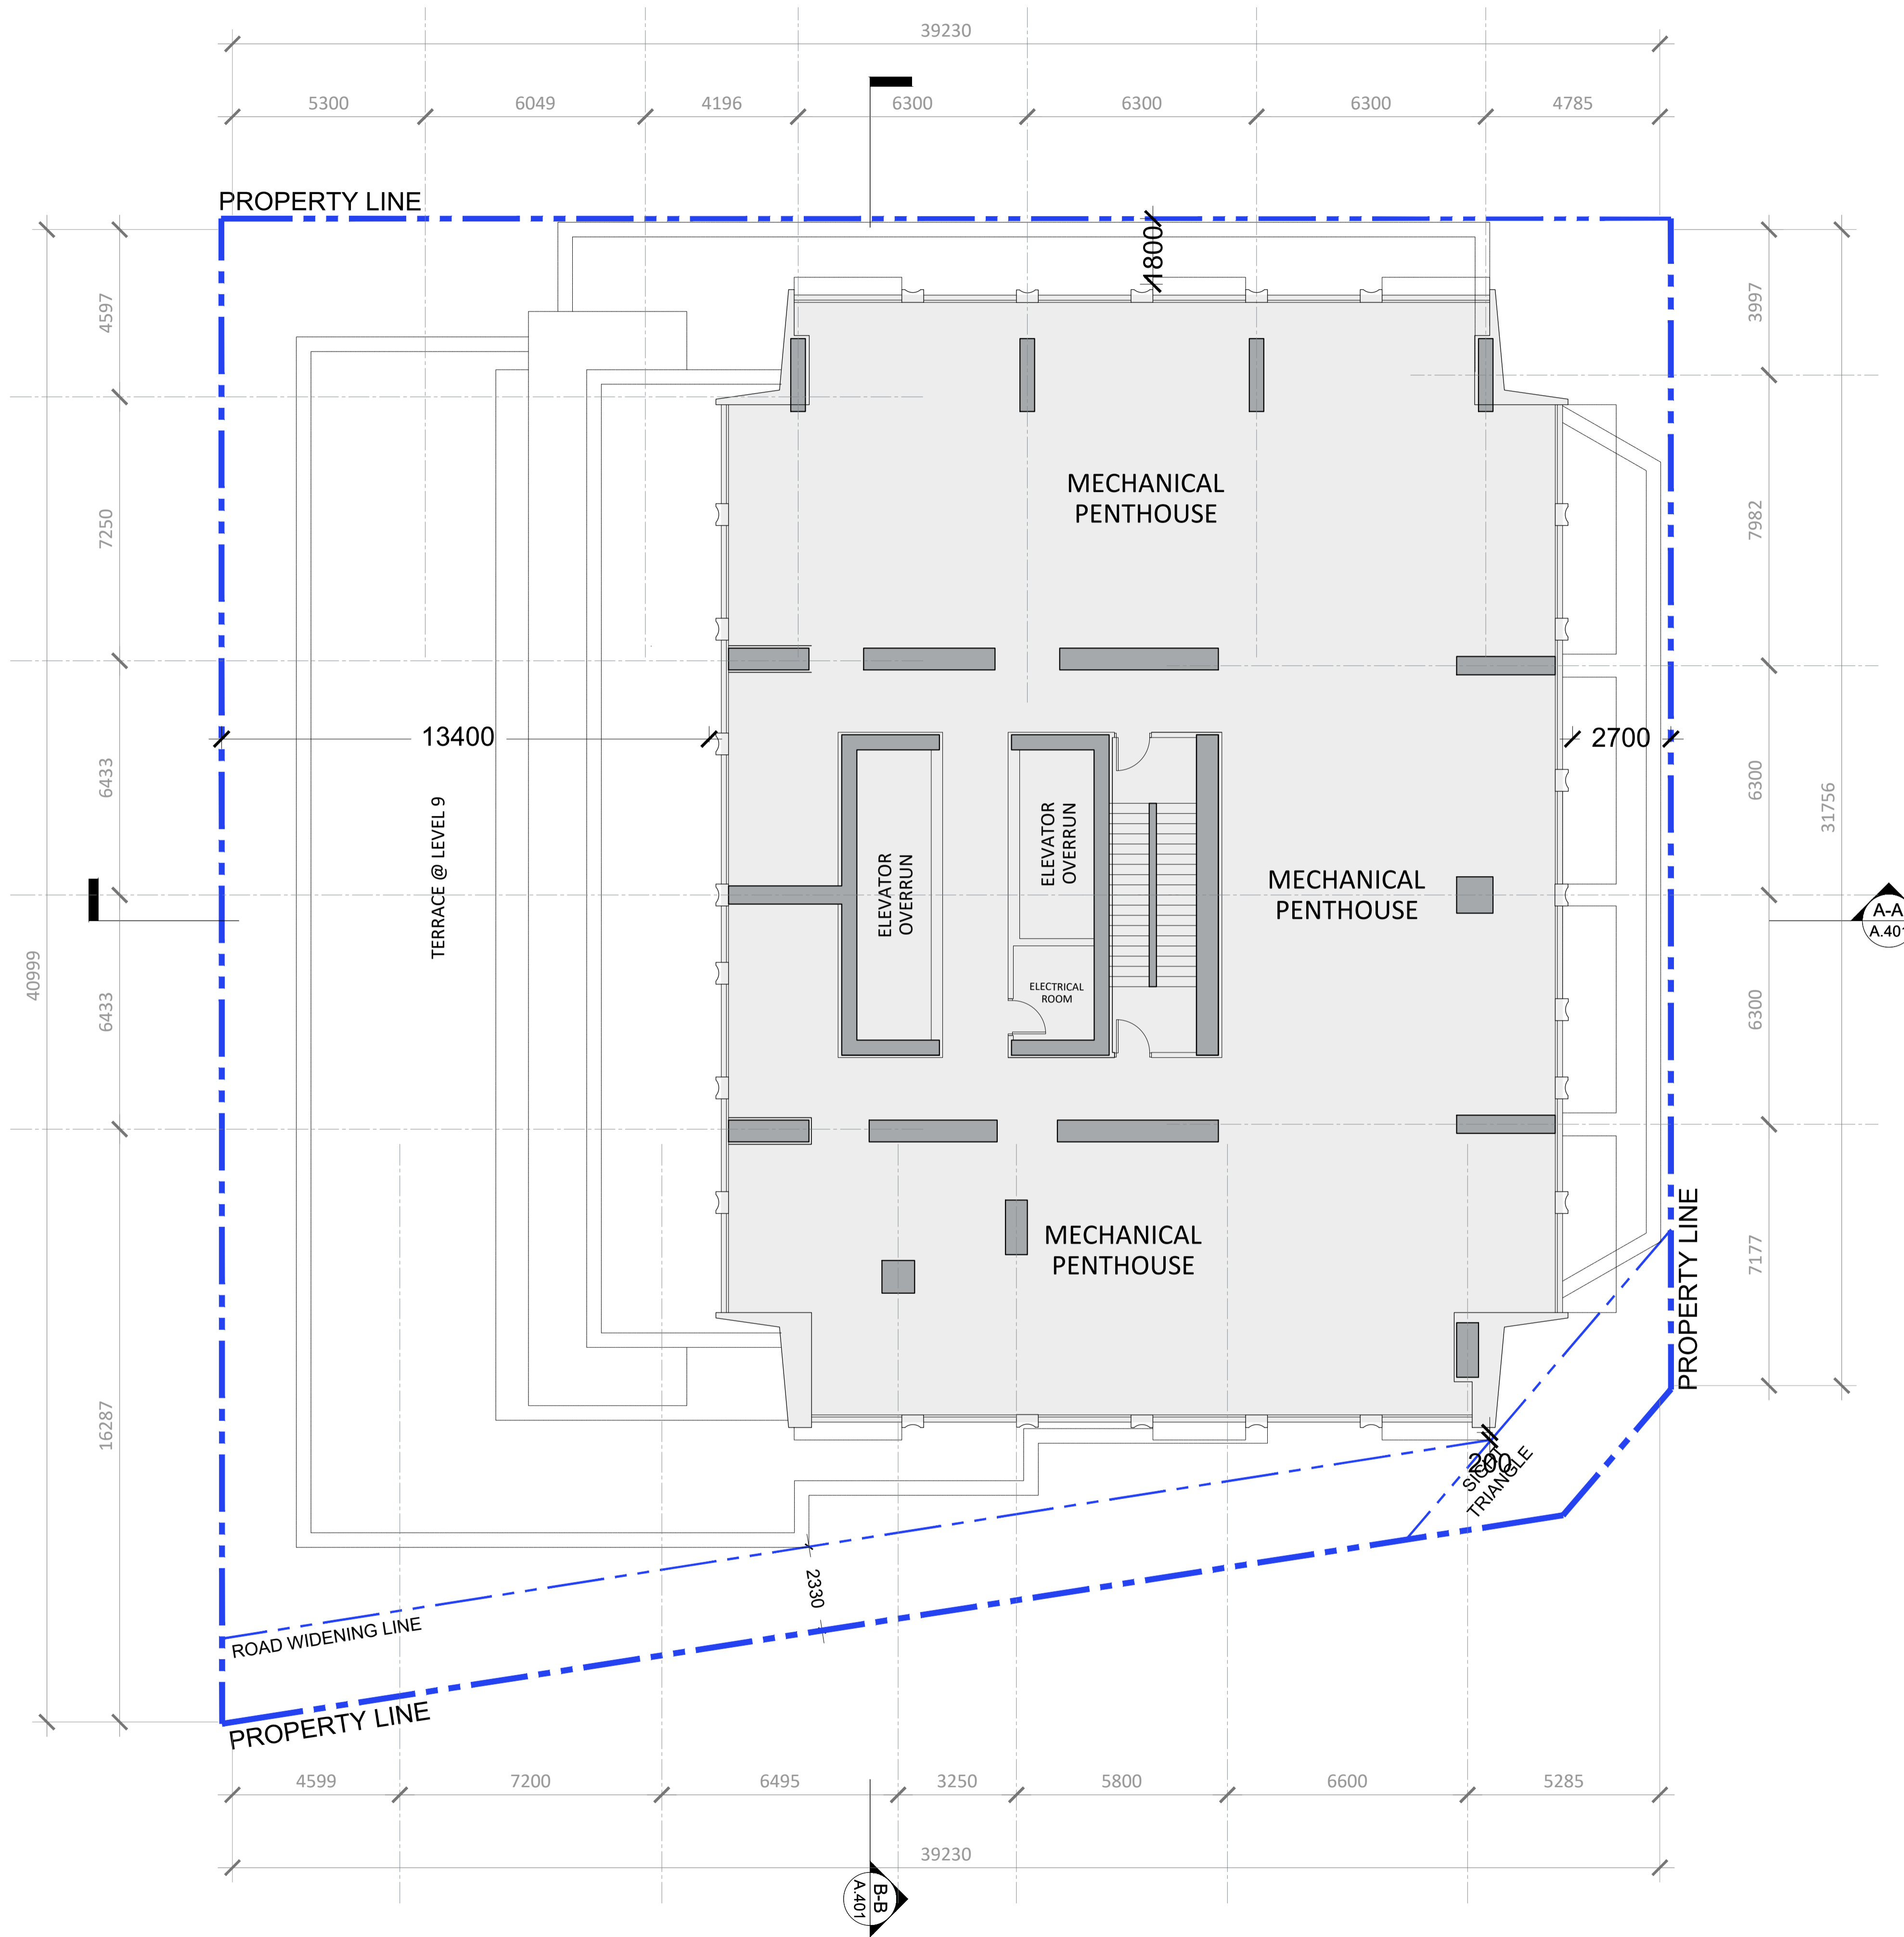 39230
5300
6049
4196
6300
6300
6300
4785
PROPERTY LINE
1800
4597
3997
MECHANICAL
PENTHOUSE
7250
7982
13400
2700
6433
6300
31756
TERRACE @ LEVEL 9
ELEVATOR
OVERRUN
ELEVATOR
OVERRUN
MECHANICAL
PENTHOUSE
A-A
A.401
40999
ELECTRICAL
ROOM
6433
6300
PROPERTY LINE
7177
MECHANICAL
PENTHOUSE
16287
200
SIGHT
TRIANGLE
2330
ROAD WIDENING LINE
PROPERTY LINE
4599
7200
6495
3250
5800
6600
5285
39230
B-B
A.401